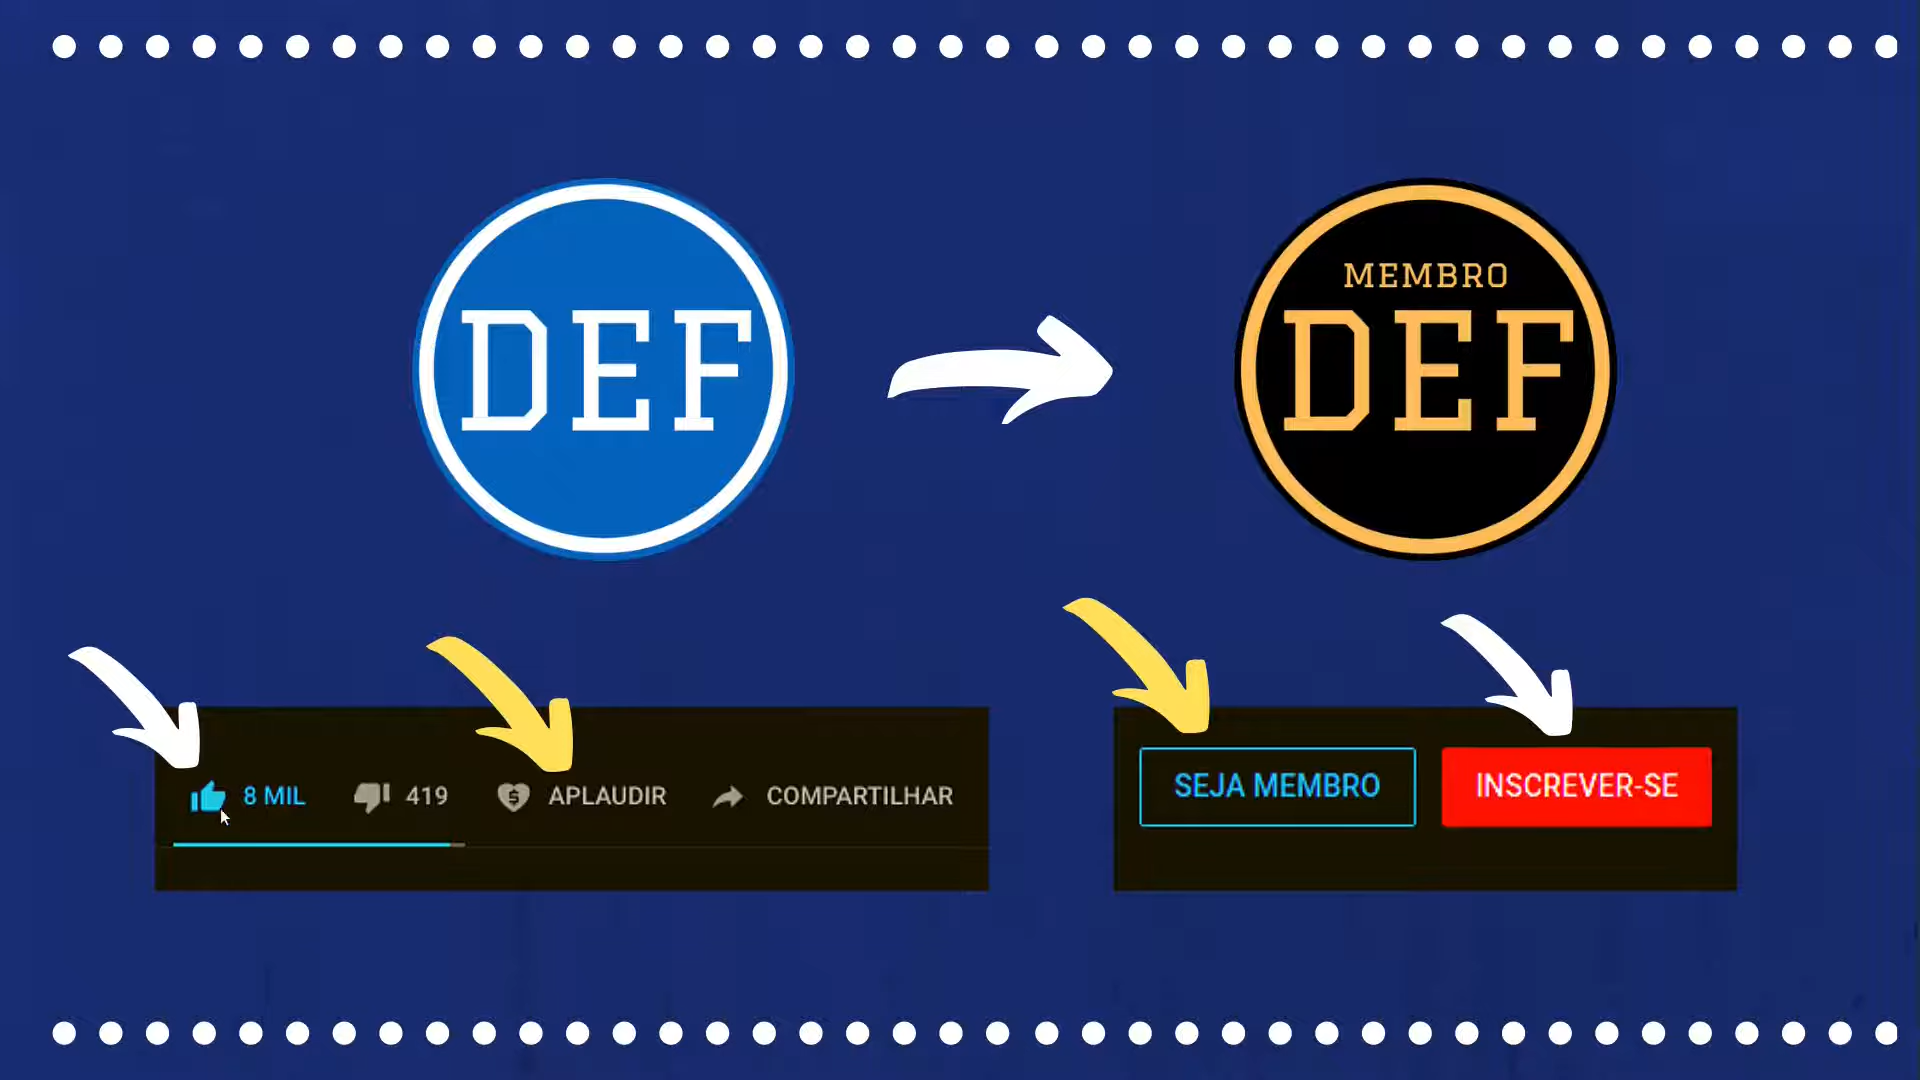 DEF
MEMBRO
DEF
8 MIL 419 APLAUDIR COMPARTILHAR
SEJA MEMBRO INSCREVER-SE